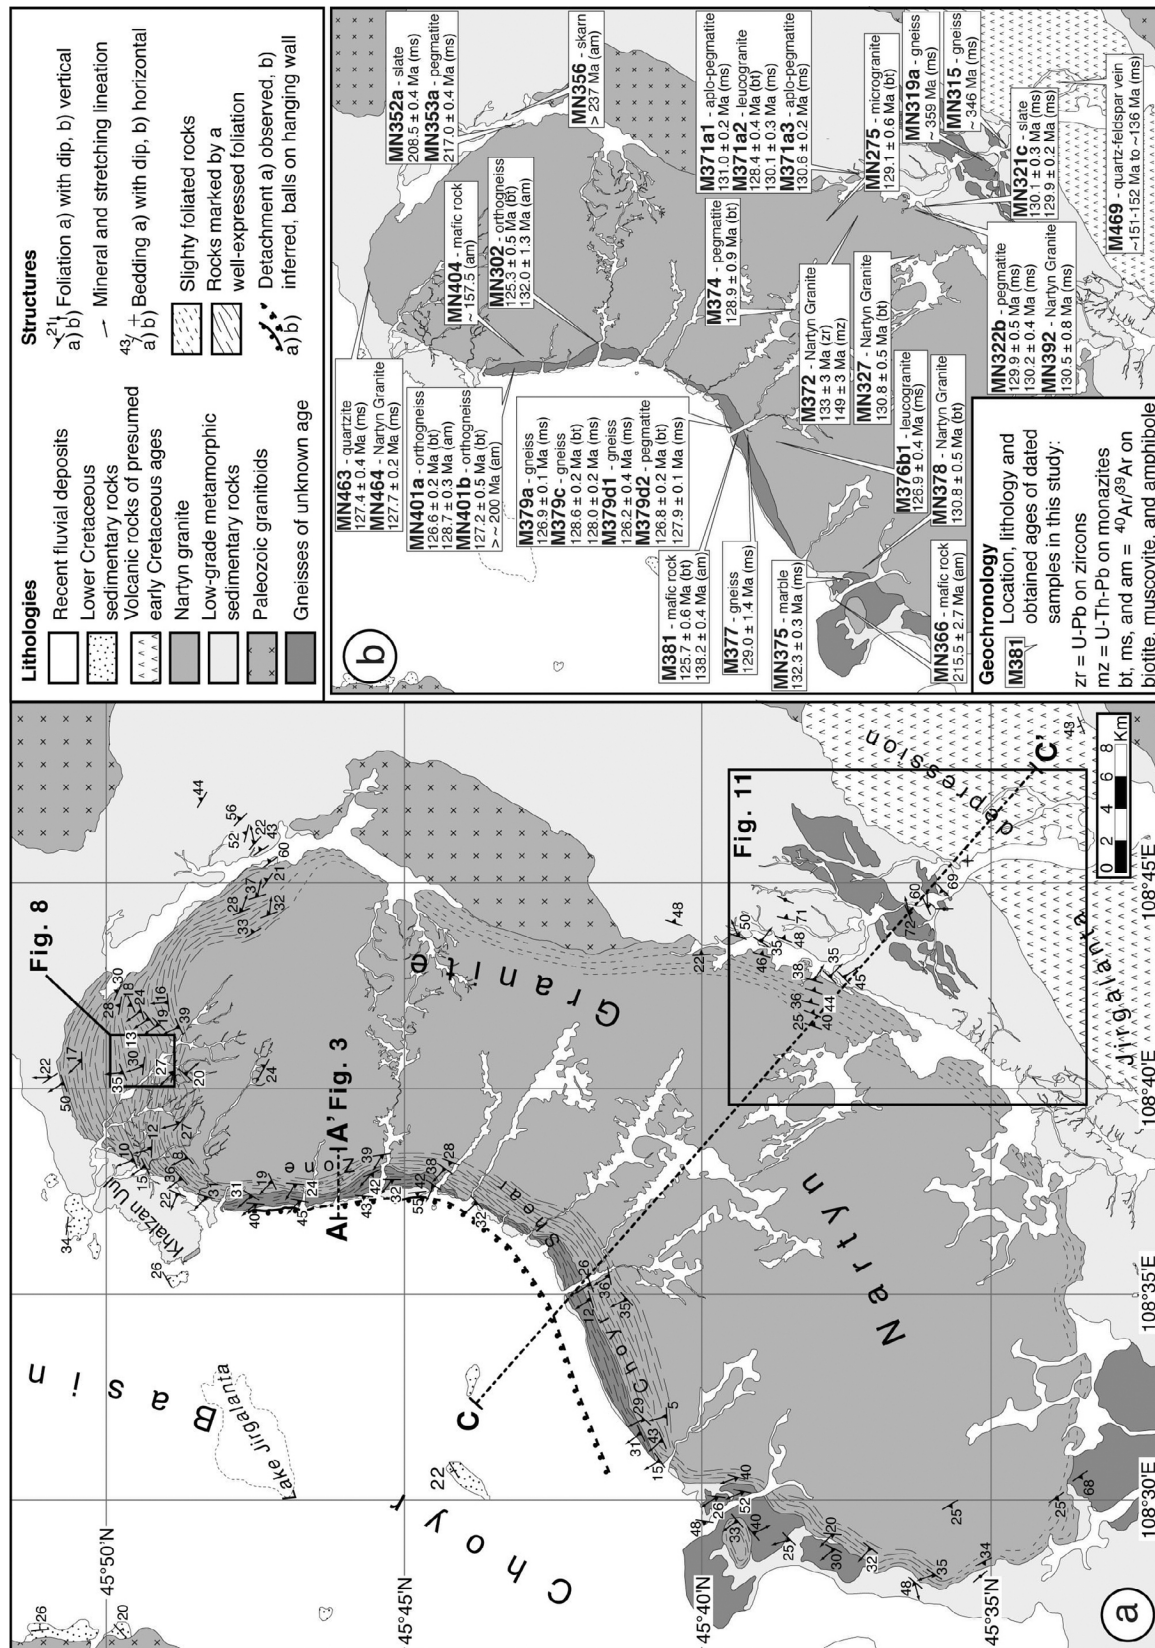 Lithologies
Recent fluvial deposits
Lower Cretaceous
sedimentary rocks
Volcanic rocks of presumed
early Cretaceous ages
Nartyn granite
Low-grade metamorphic
sedimentary rocks
Paleozoic granitoids
Gneisses of unknown age
Structures
21
a) b) Foliation a) with dip, b) vertical
Mineral and stretching lineation
43
a) b) Bedding a) with dip, b) horizontal
Slighty foliated rocks
Rocks marked by a
well-expressed foliation
Detachment a) observed, b)
a) b) inferred, balls on hanging wall
b
MN463 - quartzite
127.4 ± 0.4 Ma (ms)
MN464 - Nartyn Granite
127.7 ± 0.2 Ma (ms)
MN401a - orthogneiss
126.6 ± 0.2 Ma (bt)
128.7 ± 0.3 Ma (am)
MN401b - orthogneiss
127.2 ± 0.5 Ma (bt)
> ~ 200 Ma (am)
M379a - gneiss
126.9 ± 0.1 Ma (ms)
M379c - gneiss
128.6 ± 0.2 Ma (bt)
128.0 ± 0.2 Ma (ms)
M379d1 - gneiss
126.2 ± 0.4 Ma (ms)
M379d2 - pegmatite
126.8 ± 0.2 Ma (bt)
127.9 ± 0.1 Ma (ms)
M381 - mafic rock
125.7 ± 0.6 Ma (bt)
138.2 ± 0.4 Ma (am)
M377 - gneiss
129.0 ± 1.4 Ma (ms)
MN375 - marble
132.3 ± 0.3 Ma (ms)
MN366 - mafic rock
215.5 ± 2.7 Ma (am)
MN404 - mafic rock
~ 157.5 (am)
MN302 - orthogneiss
125.3 ± 0.5 Ma (bt)
132.0 ± 1.3 Ma (am)
MN352a - slate
208.5 ± 0.4 Ma (ms)
MN353a - pegmatite
217.0 ± 0.4 Ma (ms)
MN356 - skarn
> 237 Ma (am)
M371a1 - aplo-pegmatite
131.0 ± 0.2 Ma (ms)
M371a2 - leucogranite
128.4 ± 0.4 Ma (bt)
130.1 ± 0.3 Ma (ms)
M371a3 - aplo-pegmatite
130.6 ± 0.2 Ma (ms)
M374 - pegmatite
128.9 ± 0.9 Ma (bt)
MN275 - microgranite
129.1 ± 0.6 Ma (bt)
MN319a - gneiss
~ 359 Ma (ms)
MN315 - gneiss
~ 346 Ma (ms)
MN321c - slate
130.1 ± 0.3 Ma (ms)
129.9 ± 0.2 Ma (ms)
M469 - quartz-feldspar vein
~151-152 Ma to ~136 Ma (ms)
M372 - Nartyn Granite
133 ± 3 Ma (zr)
149 ± 3 Ma (mz)
MN327 - Nartyn Granite
130.8 ± 0.5 Ma (bt)
M376b1 - leucogranite
126.9 ± 0.4 Ma (ms)
MN378 - Nartyn Granite
130.8 ± 0.5 Ma (bt)
MN322b - pegmatite
129.9 ± 0.5 Ma (ms)
130.2 ± 0.4 Ma (ms)
MN392 - Nartyn Granite
130.5 ± 0.8 Ma (ms)
Geochronology
M381 Location, lithology and
obtained ages of dated
samples in this study:
zr = U-Pb on zircons
mz = U-Th-Pb on monazites
bt, ms, and am = 40Ar/39Ar on
biotite, muscovite, and amphibole
a
45°50'N
45°45'N
45°40'N
45°35'N
108°30'E
108°35'E
108°40'E
108°45'E
Choyr
Basin
Lake Jirgalanta
Khalzan Uul
Fig. 8
A
A' Fig. 3
Choyr Shear Zone
Nartyn
Granite
C
C'
Fig. 11
Jirgalanta
depression
0 2 4 6 8
Km